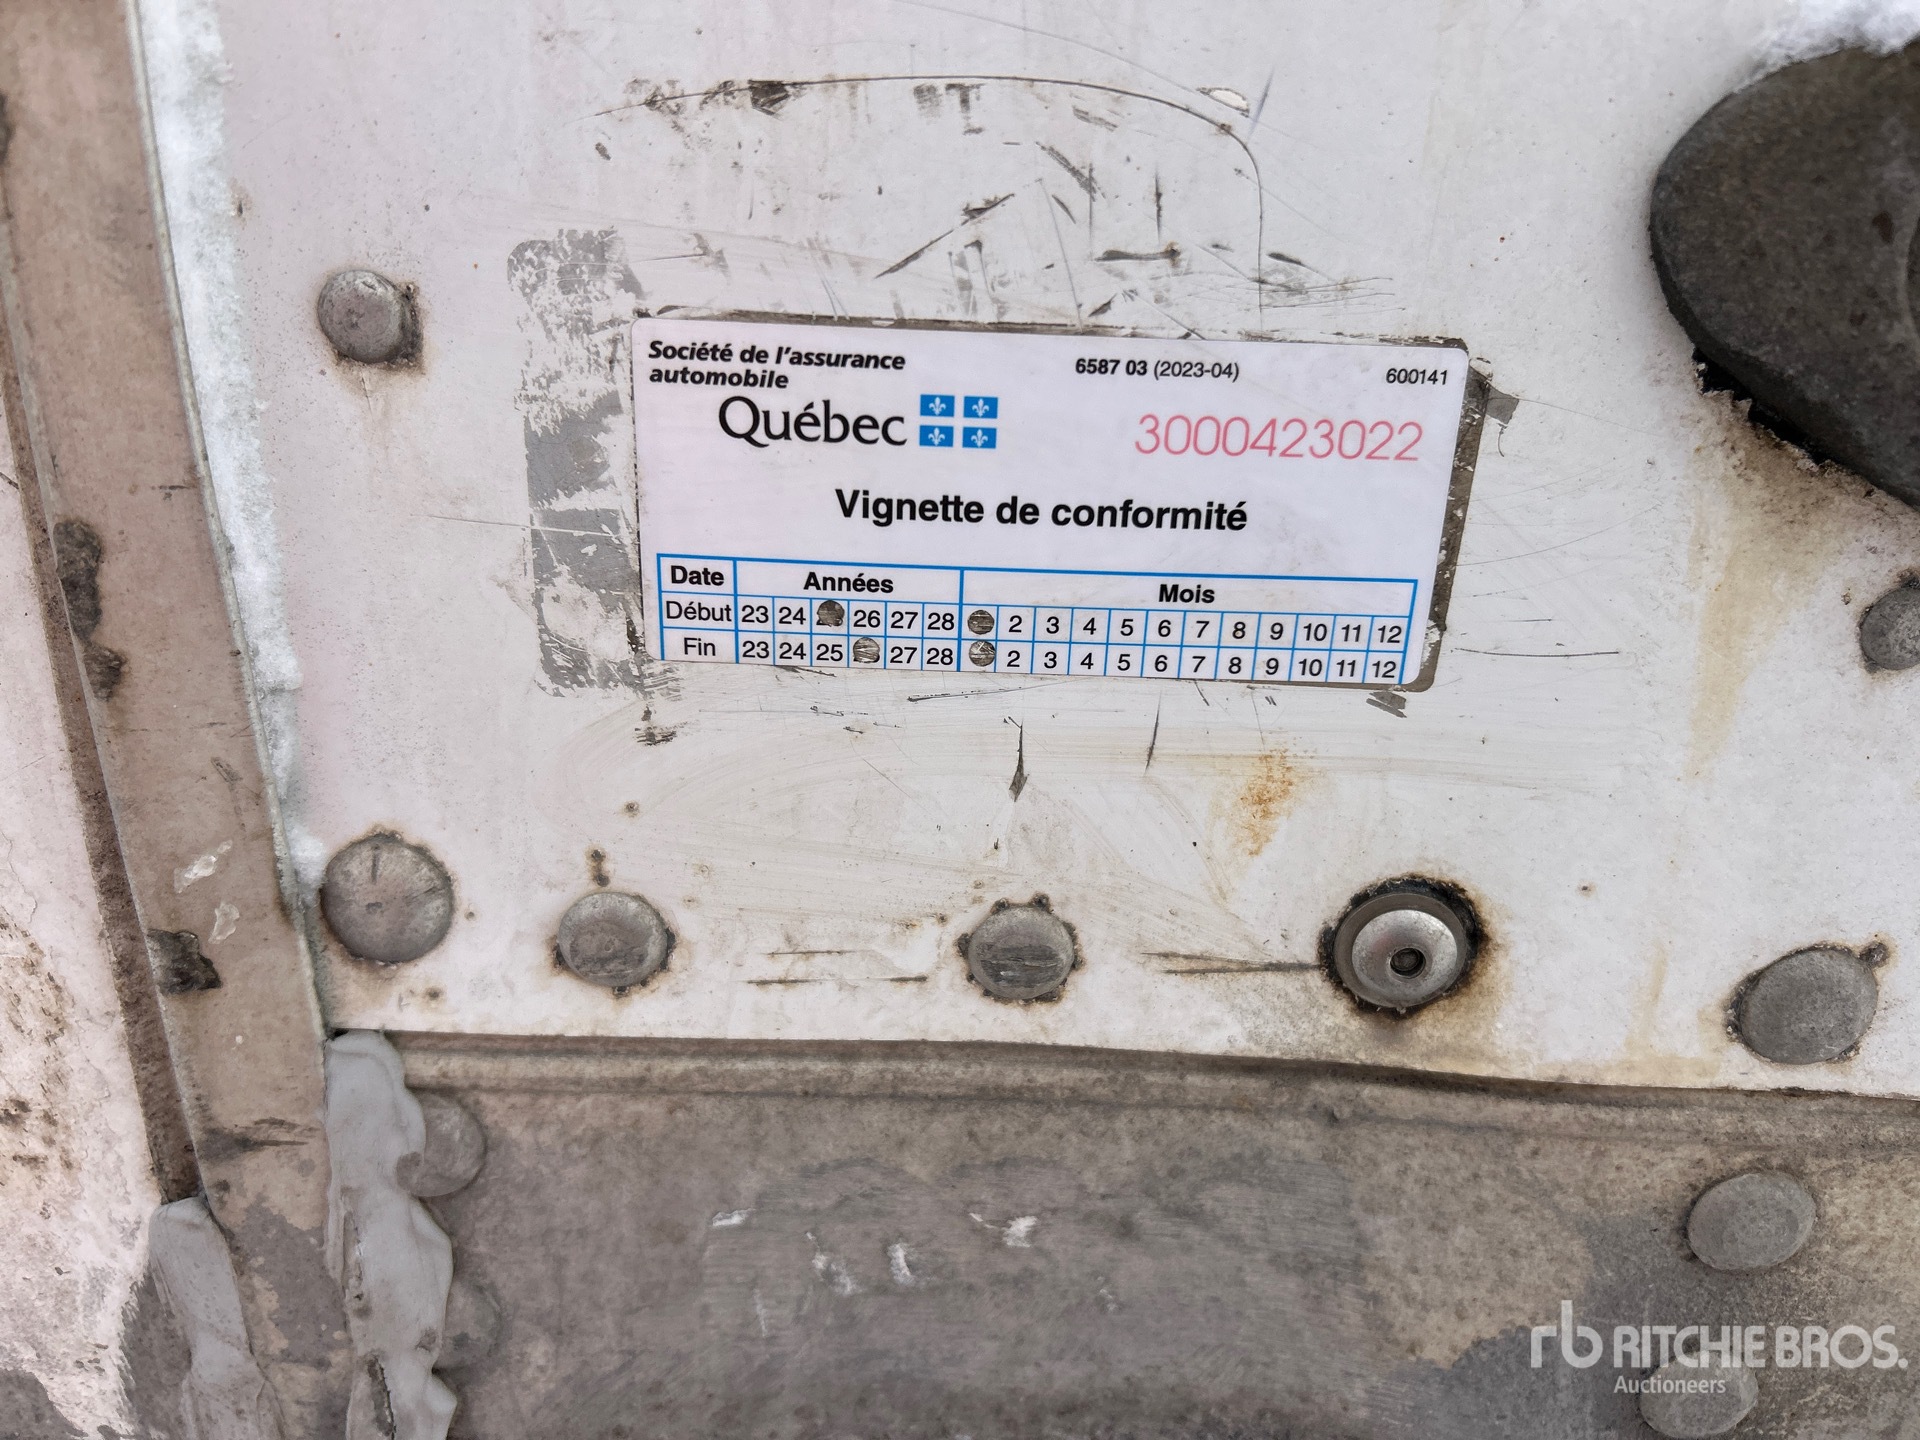 Société de l'assurance
automobile
Québec
6587 03 (2023-04)
600141
3000423022
Vignette de conformité
Date Années Mois
Début 23 24 26 27 28 2 3 4 5 6 7 8 9 10 11 12
Fin 23 24 25 27 28 2 3 4 5 6 7 8 9 10 11 12
rb RITCHIE BROS.
Auctioneers